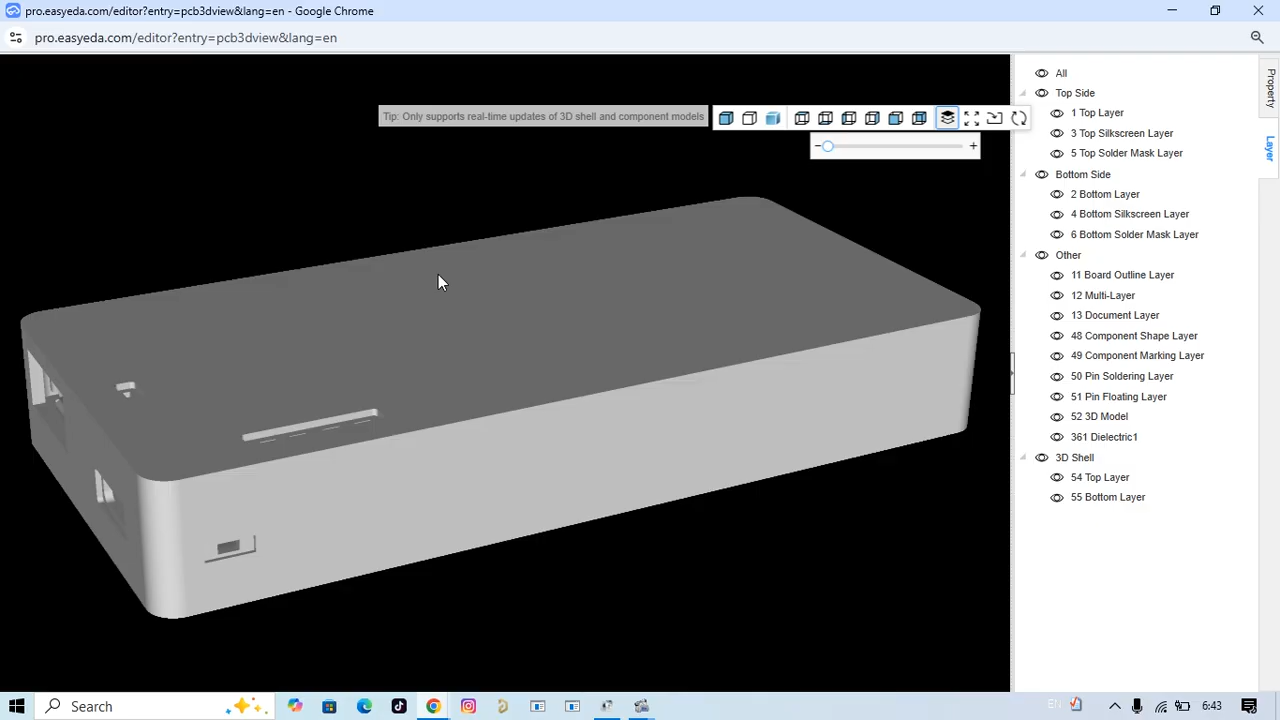 pro.easyeda.com/editor?entry=pcb3dview&lang=en - Google Chrome
pro.easyeda.com/editor?entry=pcb3dview&lang=en
Tip: Only supports real-time updates of 3D shell and component models
All
Top Side
1 Top Layer
3 Top Silkscreen Layer
5 Top Solder Mask Layer
Bottom Side
2 Bottom Layer
4 Bottom Silkscreen Layer
6 Bottom Solder Mask Layer
Other
11 Board Outline Layer
12 Multi-Layer
13 Document Layer
48 Component Shape Layer
49 Component Marking Layer
50 Pin Soldering Layer
51 Pin Floating Layer
52 3D Model
361 Dielectric1
3D Shell
54 Top Layer
55 Bottom Layer
Property
Layer
Search
EN
6:43